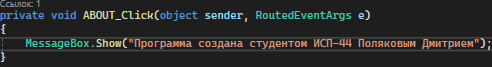 Ссылок: 1
private void ABOUT_Click(object sender, RoutedEventArgs e)
{
MessageBox.Show("Программа создана студентом ИСП-44 Поляковым Дмитрием");
}